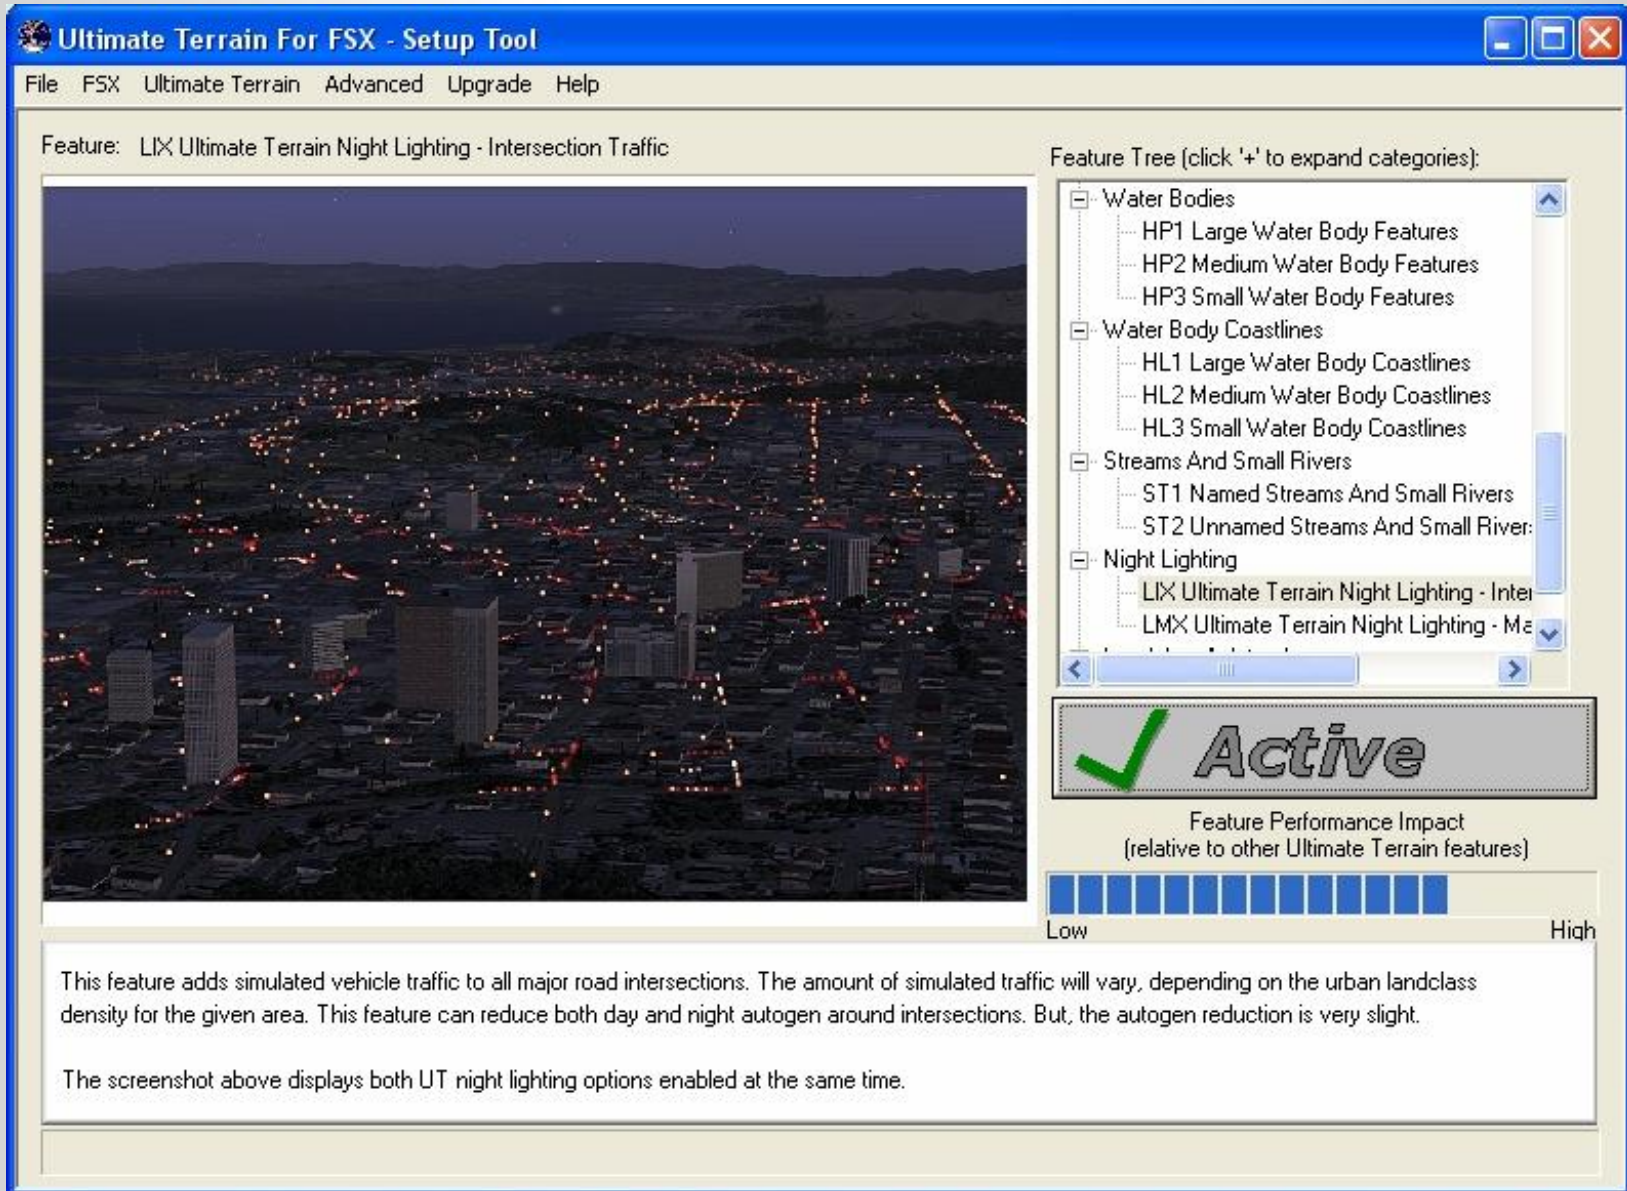 Ultimate Terrain For FSX - Setup Tool
File FSX Ultimate Terrain Advanced Upgrade Help
Feature: LIX Ultimate Terrain Night Lighting - Intersection Traffic
Feature Tree (click '+' to expand categories):
Water Bodies
HP1 Large Water Body Features
HP2 Medium Water Body Features
HP3 Small Water Body Features
Water Body Coastlines
HL1 Large Water Body Coastlines
HL2 Medium Water Body Coastlines
HL3 Small Water Body Coastlines
Streams And Small Rivers
ST1 Named Streams And Small Rivers
ST2 Unnamed Streams And Small River
Night Lighting
LIX Ultimate Terrain Night Lighting - Inte
LMX Ultimate Terrain Night Lighting - Ma
Active
Feature Performance Impact
(relative to other Ultimate Terrain features)
Low High
This feature adds simulated vehicle traffic to all major road intersections. The amount of simulated traffic will vary, depending on the urban landclass
density for the given area. This feature can reduce both day and night autogen around intersections. But, the autogen reduction is very slight.
The screenshot above displays both UT night lighting options enabled at the same time.